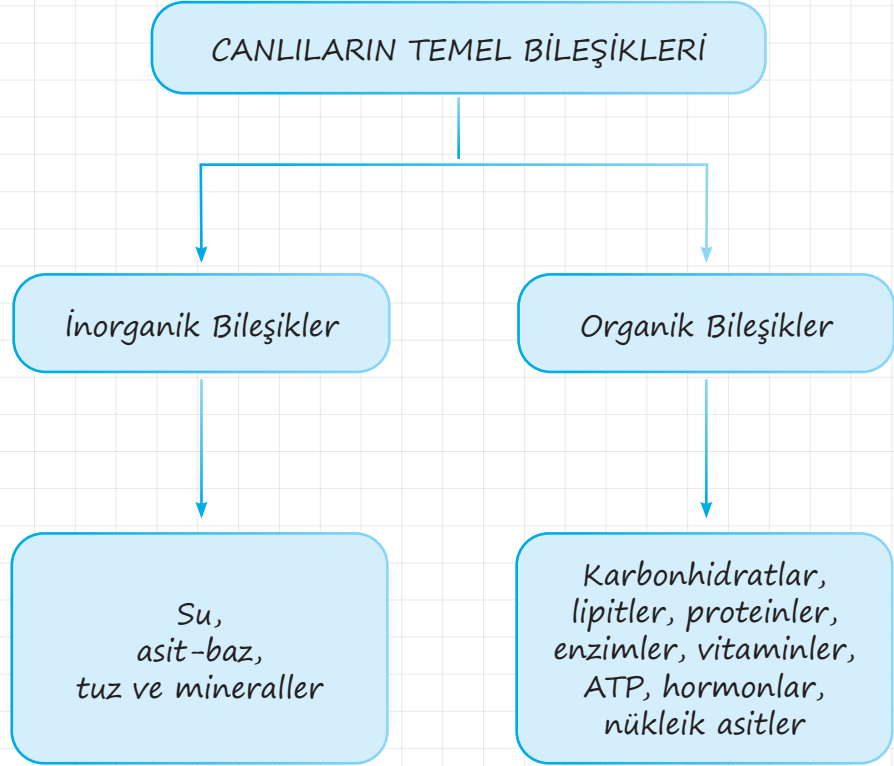 CANLILARIN TEMEL BİLEŞİKLERİ
İnorganik Bileşikler
Organik Bileşikler
Su,
asit-baz,
tuz ve mineraller
Karbonhidratlar,
lipitler, proteinler,
enzimler, vitaminler,
ATP, hormonlar,
nükleik asitler